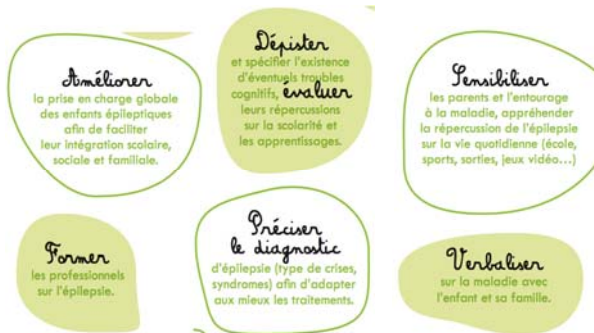 Améliorer
la prise en charge globale
des enfants épileptiques
afin de faciliter
leur intégration scolaire,
sociale et familiale.
Dépister
et spécifier l'existence
d'éventuels troubles
cognitifs, évaluer
leurs répercussions
sur la scolarité et
les apprentissages.
Sensibiliser
les parents et l'entourage
à la maladie, appréhender
la répercussion de l'épilepsie
sur la vie quotidienne (école,
sports, sorties, jeux vidéo...)
Former
les professionnels
sur l'épilepsie.
Préciser
le diagnostic
d'épilepsie (type de crises,
syndromes) afin d'adapter
aux mieux les traitements.
Verbaliser
sur la maladie avec
l'enfant et sa famille.